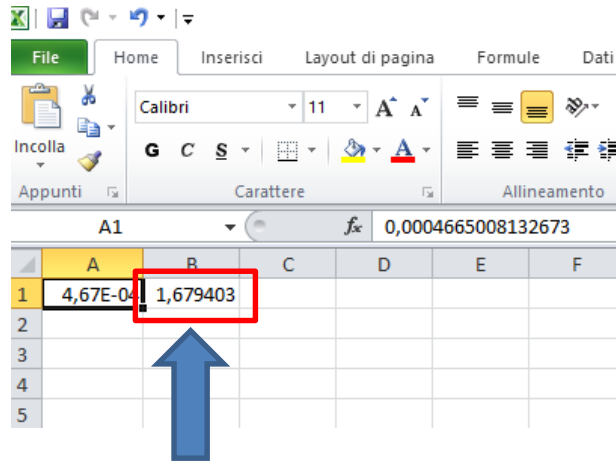 File Home Inserisci Layout di pagina Formule Dati
Calibri 11 A A
Incolla
G C S A
Appunti Carattere Allineamento
A1 fx 0,0004665008132673
A B C D E F
1 4,67E-04 1,679403
2
3
4
5